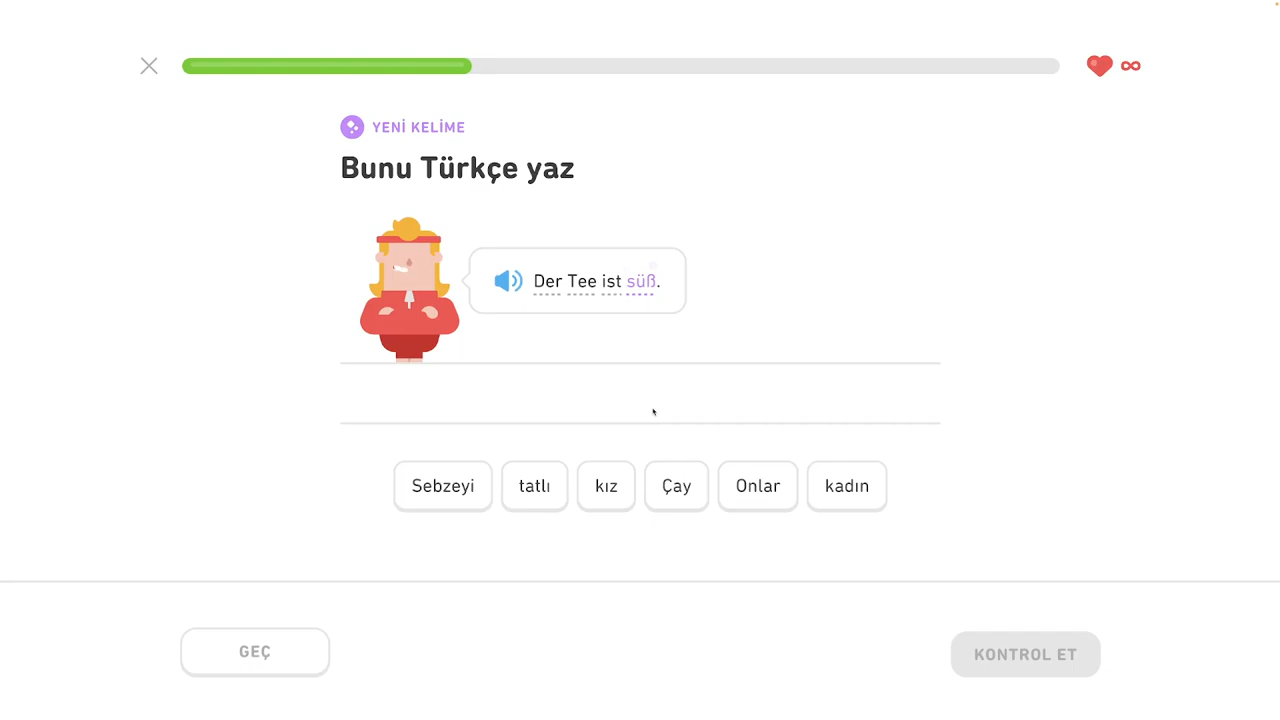 ∞
YENİ KELİME
Bunu Türkçe yaz
Der Tee ist süß.
Sebzeyi tatlı kız Çay Onlar kadın
GEÇ KONTROL ET